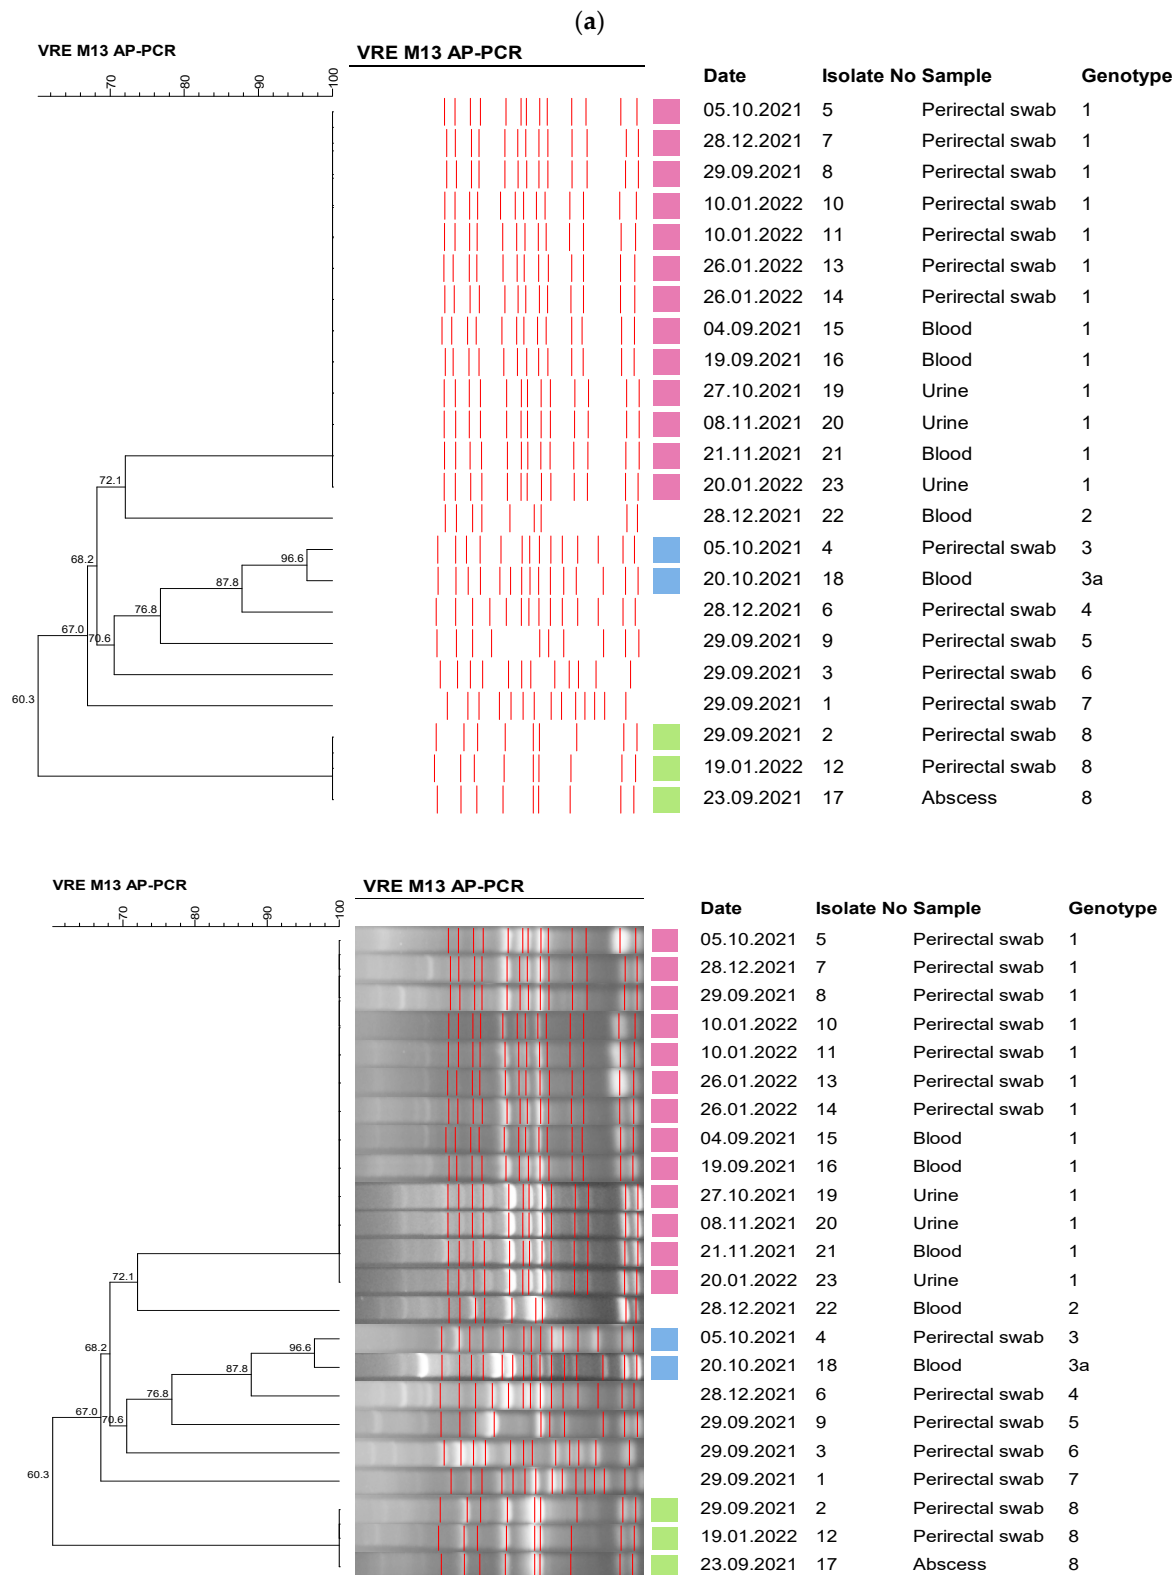 (a)
VRE M13 AP-PCR
VRE M13 AP-PCR
70 80 90 100
Date Isolate No Sample Genotype
05.10.2021 5 Perirectal swab 1
28.12.2021 7 Perirectal swab 1
29.09.2021 8 Perirectal swab 1
10.01.2022 10 Perirectal swab 1
10.01.2022 11 Perirectal swab 1
26.01.2022 13 Perirectal swab 1
26.01.2022 14 Perirectal swab 1
04.09.2021 15 Blood 1
19.09.2021 16 Blood 1
27.10.2021 19 Urine 1
08.11.2021 20 Urine 1
21.11.2021 21 Blood 1
72.1 20.01.2022 23 Urine 1
28.12.2021 22 Blood 2
68.2 96.6 05.10.2021 4 Perirectal swab 3
87.8 20.10.2021 18 Blood 3a
76.8 28.12.2021 6 Perirectal swab 4
67.0 70.6 29.09.2021 9 Perirectal swab 5
29.09.2021 3 Perirectal swab 6
60.3 29.09.2021 1 Perirectal swab 7
29.09.2021 2 Perirectal swab 8
19.01.2022 12 Perirectal swab 8
23.09.2021 17 Abscess 8
VRE M13 AP-PCR
VRE M13 AP-PCR
70 80 90 100
Date Isolate No Sample Genotype
05.10.2021 5 Perirectal swab 1
28.12.2021 7 Perirectal swab 1
29.09.2021 8 Perirectal swab 1
10.01.2022 10 Perirectal swab 1
10.01.2022 11 Perirectal swab 1
26.01.2022 13 Perirectal swab 1
26.01.2022 14 Perirectal swab 1
04.09.2021 15 Blood 1
19.09.2021 16 Blood 1
27.10.2021 19 Urine 1
08.11.2021 20 Urine 1
21.11.2021 21 Blood 1
72.1 20.01.2022 23 Urine 1
28.12.2021 22 Blood 2
68.2 96.6 05.10.2021 4 Perirectal swab 3
87.8 20.10.2021 18 Blood 3a
76.8 28.12.2021 6 Perirectal swab 4
67.0 70.6 29.09.2021 9 Perirectal swab 5
29.09.2021 3 Perirectal swab 6
60.3 29.09.2021 1 Perirectal swab 7
29.09.2021 2 Perirectal swab 8
19.01.2022 12 Perirectal swab 8
23.09.2021 17 Abscess 8